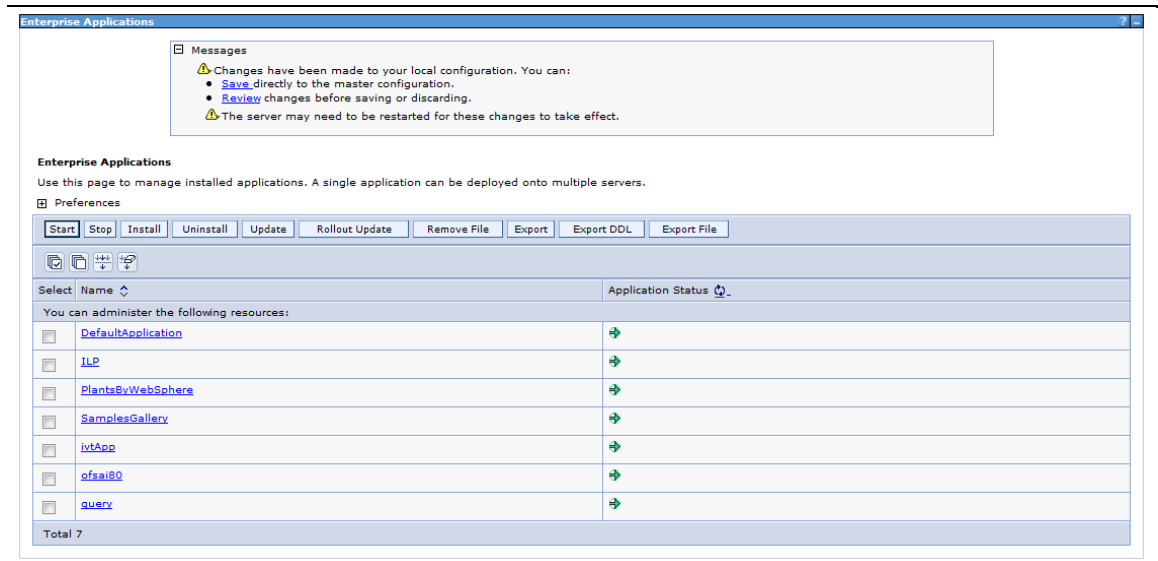 Enterprise Applications ? _
Messages
Changes have been made to your local configuration. You can:
• Save directly to the master configuration.
• Review changes before saving or discarding.
The server may need to be restarted for these changes to take effect.
Enterprise Applications
Use this page to manage installed applications. A single application can be deployed onto multiple servers.
Preferences
Start Stop Install Uninstall Update Rollout Update Remove File Export Export DDL Export File
Select Name Application Status
You can administer the following resources:
DefaultApplication
ILP
PlantsByWebSphere
SamplesGallery
ivtApp
ofsai80
query
Total 7